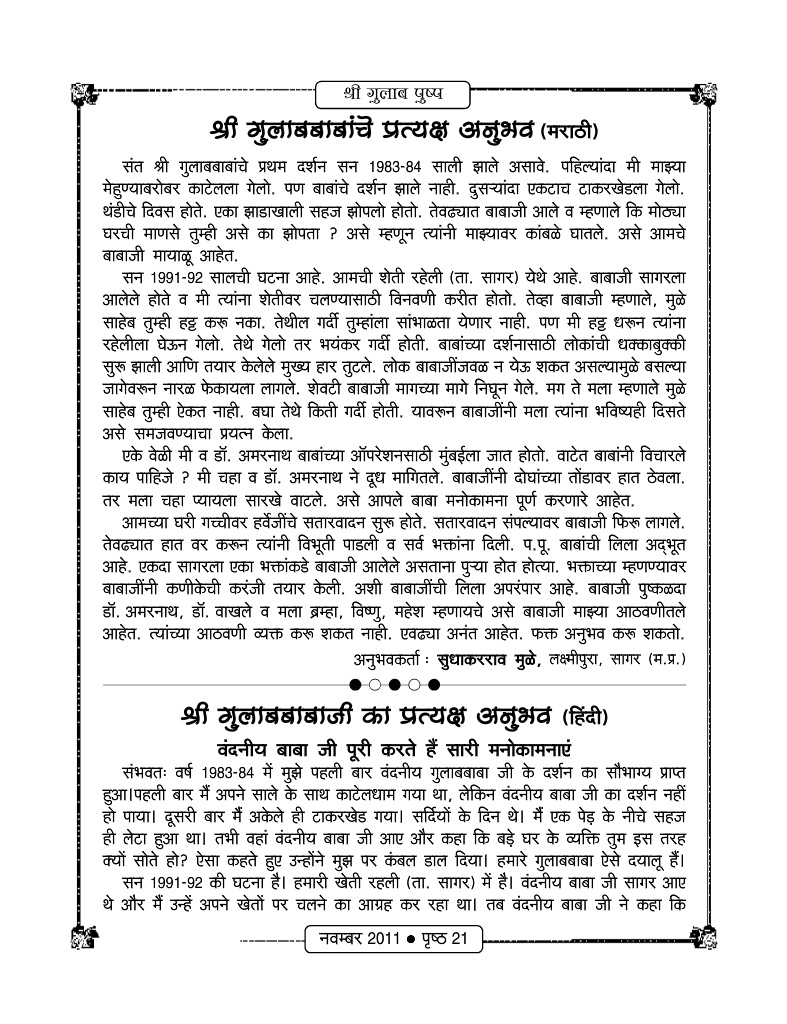 श्री गुलाब पुष्प
श्री गुलाबबाबांचे प्रत्यक्ष अनुभव (मराठी)
संत श्री गुलाबबाबांचे प्रथम दर्शन सन 1983-84 साली झाले असावे. पहिल्यांदा मी माझ्या
मेहुण्याबरोबर काटेलला गेलो. पण बाबांचे दर्शन झाले नाही. दुसऱ्यांदा एकटाच टाकरखेडला गेलो.
थंडीचे दिवस होते. एका झाडाखाली सहज झोपलो होतो. तेवढ्यात बाबाजी आले व म्हणाले कि मोठ्या
घरची माणसे तुम्ही असे का झोपता ? असे म्हणून त्यांनी माझ्यावर कांबळे घातले. असे आमचे
बाबाजी मायाळू आहेत.
सन 1991-92 सालची घटना आहे. आमची शेती रहेली (ता. सागर) येथे आहे. बाबाजी सागरला
आलेले होते व मी त्यांना शेतीवर चलण्यासाठी विनवणी करीत होतो. तेव्हा बाबाजी म्हणाले, मुळे
साहेब तुम्ही हट्ट करू नका. तेथील गर्दी तुम्हांला सांभाळता येणार नाही. पण मी हट्ट धरून त्यांना
रहेलीला घेऊन गेलो. तेथे गेलो तर भयंकर गर्दी होती. बाबांच्या दर्शनासाठी लोकांची धक्काबुक्की
सुरू झाली आणि तयार केलेले मुख्य हार तुटले. लोक बाबाजींजवळ न येऊ शकत असल्यामुळे बसल्या
जागेवरून नारळ फेकायला लागले. शेवटी बाबाजी मागच्या मागे निघून गेले. मग ते मला म्हणाले मुळे
साहेब तुम्ही ऐकत नाही. बघा तेथे किती गर्दी होती. यावरून बाबाजींनी मला त्यांना भविष्यही दिसते
असे समजवण्याचा प्रयत्न केला.
एके वेळी मी व डॉ. अमरनाथ बाबांच्या ऑपरेशनसाठी मुंबईला जात होतो. वाटेत बाबांनी विचारले
काय पाहिजे ? मी चहा व डॉ. अमरनाथ ने दूध मागितले. बाबाजींनी दोघांच्या तोंडावर हात ठेवला.
तर मला चहा प्यायला सारखे वाटले. असे आपले बाबा मनोकामना पूर्ण करणारे आहेत.
आमच्या घरी गच्चीवर हर्वेजींचे सतारवादन सुरू होते. सतारवादन संपल्यावर बाबाजी फिरू लागले.
तेवढ्यात हात वर करून त्यांनी विभूती पाडली व सर्व भक्तांना दिली. प.पू. बाबांची लिला अद्‌भूत
आहे. एकदा सागरला एका भक्तांकडे बाबाजी आलेले असताना पुऱ्या होत होत्या. भक्ताच्या म्हणण्यावर
बाबाजींनी कणीकेची करंजी तयार केली. अशी बाबाजींची लिला अपरंपार आहे. बाबाजी पुष्कळदा
डॉ. अमरनाथ, डॉ. वाखले व मला ब्रम्हा, विष्णु, महेश म्हणायचे असे बाबाजी माझ्या आठवणीतले
आहेत. त्यांच्या आठवणी व्यक्त करू शकत नाही. एवढ्या अनंत आहेत. फक्त अनुभव करू शकतो.
अनुभवकर्ता : सुधाकरराव मुळे, लक्ष्मीपुरा, सागर (म.प्र.)
श्री गुलाबबाबाजी का प्रत्यक्ष अनुभव (हिंदी)
वंदनीय बाबा जी पूरी करते हैं सारी मनोकामनाएं
संभवतः वर्ष 1983-84 में मुझे पहली बार वंदनीय गुलाबबाबा जी के दर्शन का सौभाग्य प्राप्त
हुआ।पहली बार मैं अपने साले के साथ काटेलधाम गया था, लेकिन वंदनीय बाबा जी का दर्शन नहीं
हो पाया। दूसरी बार मैं अकेले ही टाकरखेड गया। सर्दियों के दिन थे। मैं एक पेड़ के नीचे सहज
ही लेटा हुआ था। तभी वहां वंदनीय बाबा जी आए और कहा कि बड़े घर के व्यक्ति तुम इस तरह
क्यों सोते हो? ऐसा कहते हुए उन्होंने मुझ पर कंबल डाल दिया। हमारे गुलाबबाबा ऐसे दयालू हैं।
सन 1991-92 की घटना है। हमारी खेती रहली (ता. सागर) में है। वंदनीय बाबा जी सागर आए
थे और मैं उन्हें अपने खेतों पर चलने का आग्रह कर रहा था। तब वंदनीय बाबा जी ने कहा कि
नवम्बर 2011 ● पृष्ठ 21